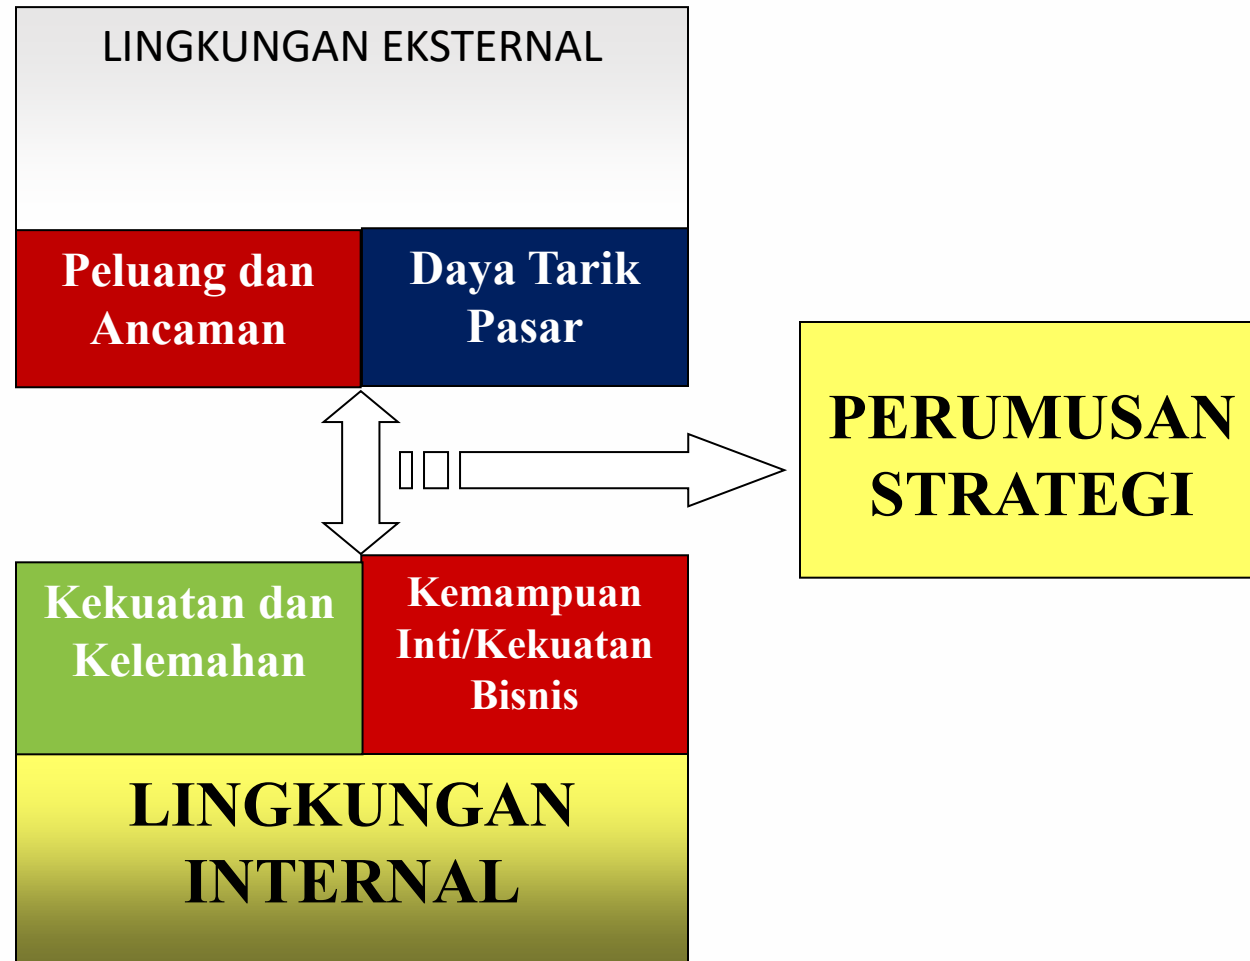 LINGKUNGAN EKSTERNAL
Peluang dan
Ancaman
Daya Tarik
Pasar
PERUMUSAN
STRATEGI
Kekuatan dan
Kelemahan
Kemampuan
Inti/Kekuatan
Bisnis
LINGKUNGAN
INTERNAL